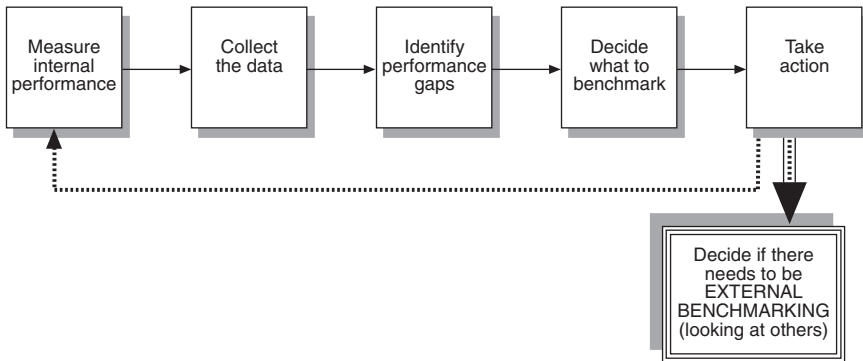 Measure
internal
performance
Collect
the data
Identify
performance
gaps
Decide
what to
benchmark
Take
action
Decide if there
needs to be
EXTERNAL
BENCHMARKING
(looking at others)